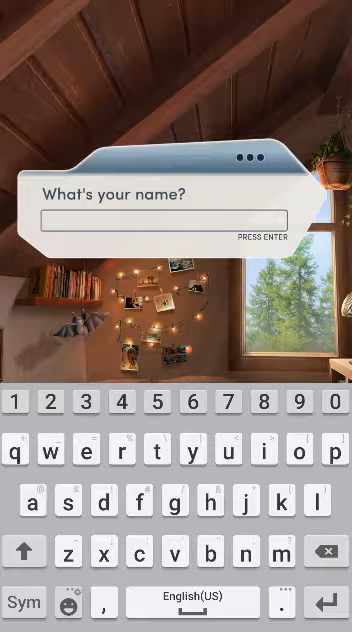 What's your name?
PRESS ENTER
1 2 3 4 5 6 7 8 9 0
q w e r t y u i o p
a s d f g h j k l
z x c v b n m
Sym , English(US) .